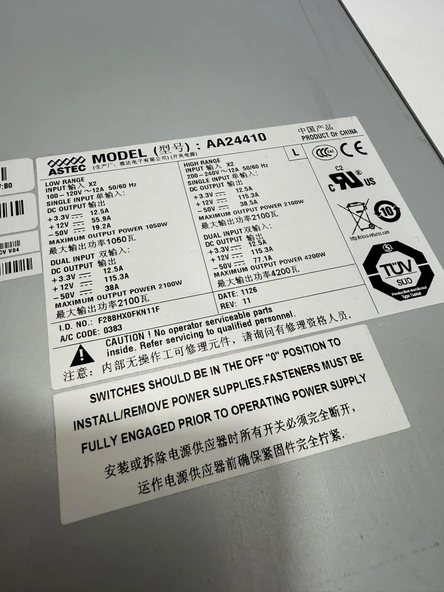 7:B0
CV V04
ASTEC
MODEL (型号): AA24410
(生产厂: 雅达电子有限公司) (开关电源)
中国产品
PRODUCT OF CHINA
LOW RANGE
INPUT 输入 X2
100-120V ~ 12A 50/60 Hz
SINGLE INPUT 单输入:
DC OUTPUT 输出
+3.3V 12.5A
+12V 55.9A
-50V 19.2A
MAXIMUM OUTPUT POWER 1050W
最大输出功率1050瓦
DUAL INPUT 双输入:
DC OUTPUT 输出
+3.3V 12.5A
+12V 115.3A
-50V 38A
MAXIMUM OUTPUT POWER 2100W
最大输出功率2100瓦
HIGH RANGE
INPUT 输入 X2
200-240V ~ 12A 50/60 Hz
SINGLE INPUT 单输入:
DC OUTPUT 输出
+3.3V 12.5A
+12V 115.3A
-50V 38A
MAXIMUM OUTPUT POWER 2100W
最大输出功率2100瓦
DUAL INPUT 双输入:
DC OUTPUT 输出
+3.3V 12.5A
+12V 115.3A
-50V 77.1A
MAXIMUM OUTPUT POWER 4200W
最大输出功率4200瓦
L
CCC
CE
C2
c RU US
10
TÜV
SUD
I.D. NO.: F288HX0FKN11F
A/C CODE: 0383
DATE: 1126
REV.: 11
CAUTION! No operator serviceable parts
inside. Refer servicing to qualified personnel.
注意: 内部无操作工可修理元件, 请询问有修理资格人员.
SWITCHES SHOULD BE IN THE OFF "0" POSITION TO
INSTALL/REMOVE POWER SUPPLIES.FASTENERS MUST BE
FULLY ENGAGED PRIOR TO OPERATING POWER SUPPLY
安装或拆除电源供应器时所有开关必须完全断开,
运作电源供应器前确保紧固件完全拧紧.